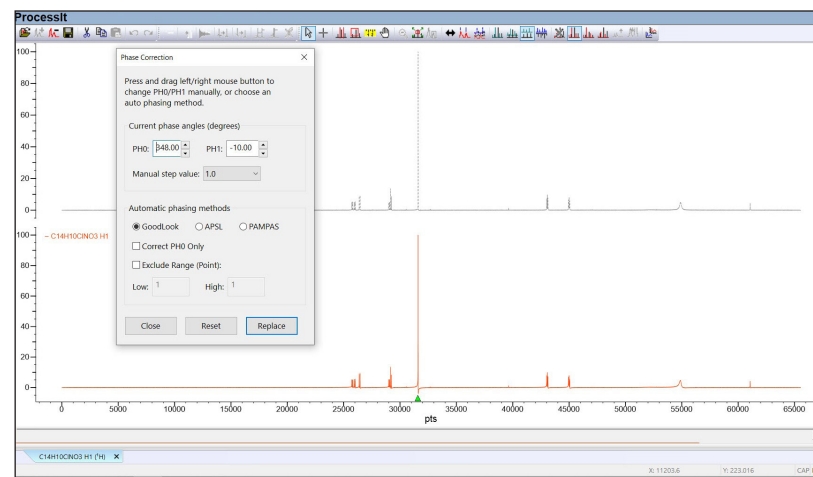 ProcessIt
Phase Correction
Press and drag left/right mouse button to
change PH0/PH1 manually, or choose an
auto phasing method.
Current phase angles (degrees)
PH0: 348.00 PH1: -10.00
Manual step value: 1.0
Automatic phasing methods
GoodLook APSL PAMPAS
Correct PH0 Only
Exclude Range (Point):
Low: 1 High: 1
Close Reset Replace
100
80
60
40
20
0
C14H10ClNO3 H1
100
80
60
40
20
0
0 5000 10000 15000 20000 25000 30000 35000 40000 45000 50000 55000 60000 65000
pts
C14H10ClNO3 H1 (¹H)
X: 11203.6 Y: 223.016 CAP